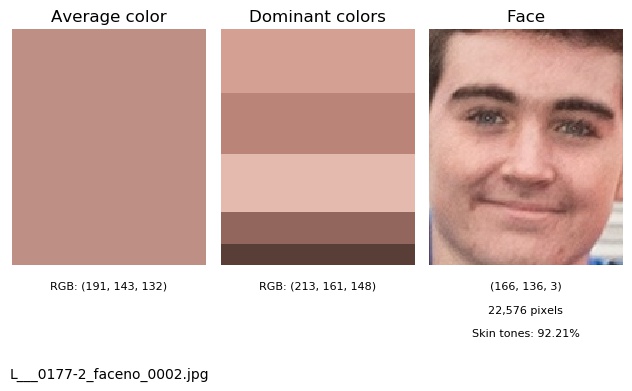 Average color
Dominant colors
Face
RGB: (191, 143, 132)
RGB: (213, 161, 148)
(166, 136, 3)
22,576 pixels
Skin tones: 92.21%
L___0177-2_faceno_0002.jpg